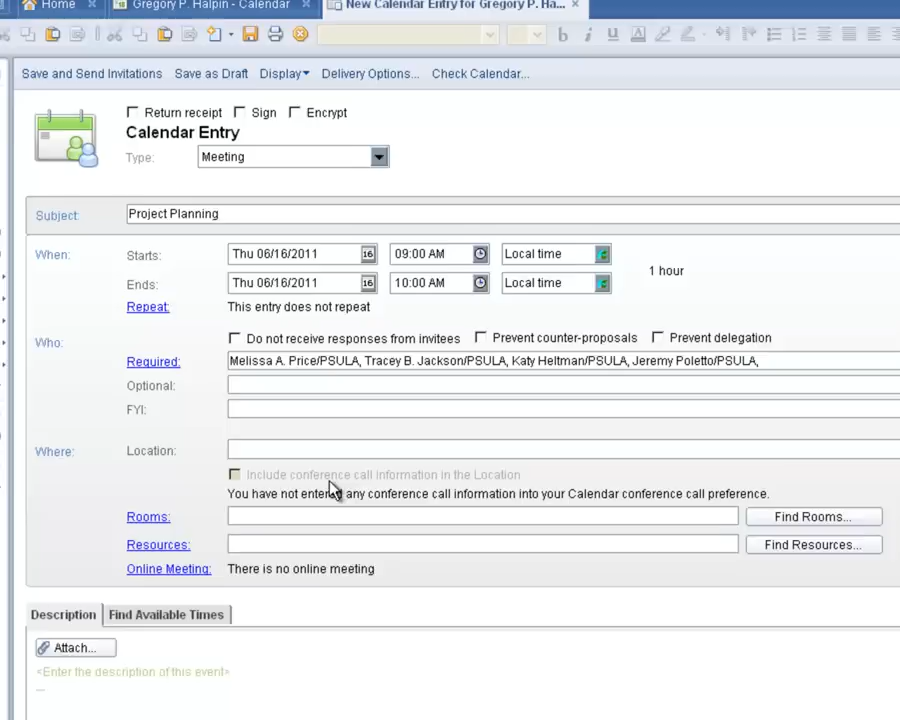 Home Gregory P. Halpin - Calendar New Calendar Entry for Gregory P. Ha...
Save and Send Invitations Save as Draft Display Delivery Options... Check Calendar...
Return receipt Sign Encrypt
Calendar Entry
Type: Meeting
Subject: Project Planning
When: Starts: Thu 06/16/2011 16 09:00 AM Local time
1 hour
Ends: Thu 06/16/2011 16 10:00 AM Local time
Repeat: This entry does not repeat
Who: Do not receive responses from invitees Prevent counter-proposals Prevent delegation
Required: Melissa A. Price/PSULA, Tracey B. Jackson/PSULA, Katy Heltman/PSULA, Jeremy Poletto/PSULA,
Optional:
FYI:
Where: Location:
Include conference call information in the Location
You have not entered any conference call information into your Calendar conference call preference.
Rooms: Find Rooms...
Resources: Find Resources...
Online Meeting: There is no online meeting
Description Find Available Times
Attach...
<Enter the description of this event>
...